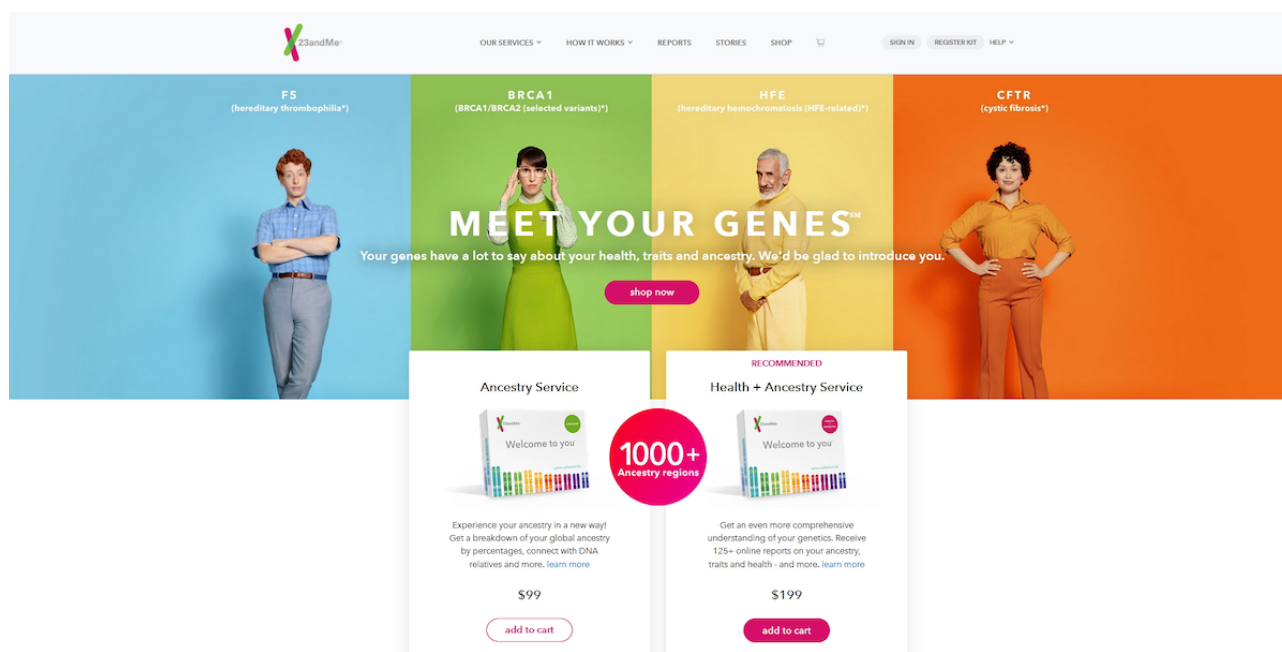 23andMe
OUR SERVICES
HOW IT WORKS
REPORTS
STORIES
SHOP
SIGN IN
REGISTER KIT
HELP
F5
(hereditary thrombophilia*)
BRCA1
(BRCA1/BRCA2 (selected variants)*)
HFE
(hereditary hemochromatosis (HFE-related)*)
CFTR
(cystic fibrosis*)
MEET YOUR GENES℠
Your genes have a lot to say about your health, traits and ancestry. We'd be glad to introduce you.
shop now
Ancestry Service
23andMe
Welcome to you
Experience your ancestry in a new way!
Get a breakdown of your global ancestry
by percentages, connect with DNA
relatives and more. learn more
$99
add to cart
1000+
Ancestry regions
RECOMMENDED
Health + Ancestry Service
23andMe
Welcome to you
Get an even more comprehensive
understanding of your genetics. Receive
125+ online reports on your ancestry,
traits and health - and more. learn more
$199
add to cart